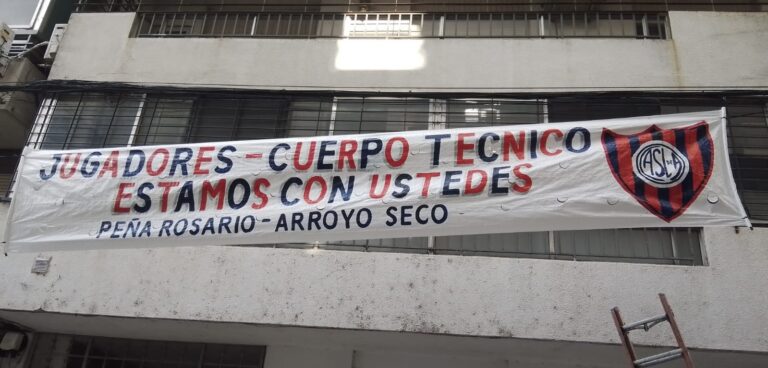 JUGADORES - CUERPO TECNICO
ESTAMOS CON USTEDES
PEÑA ROSARIO - ARROYO SECO
CASLA